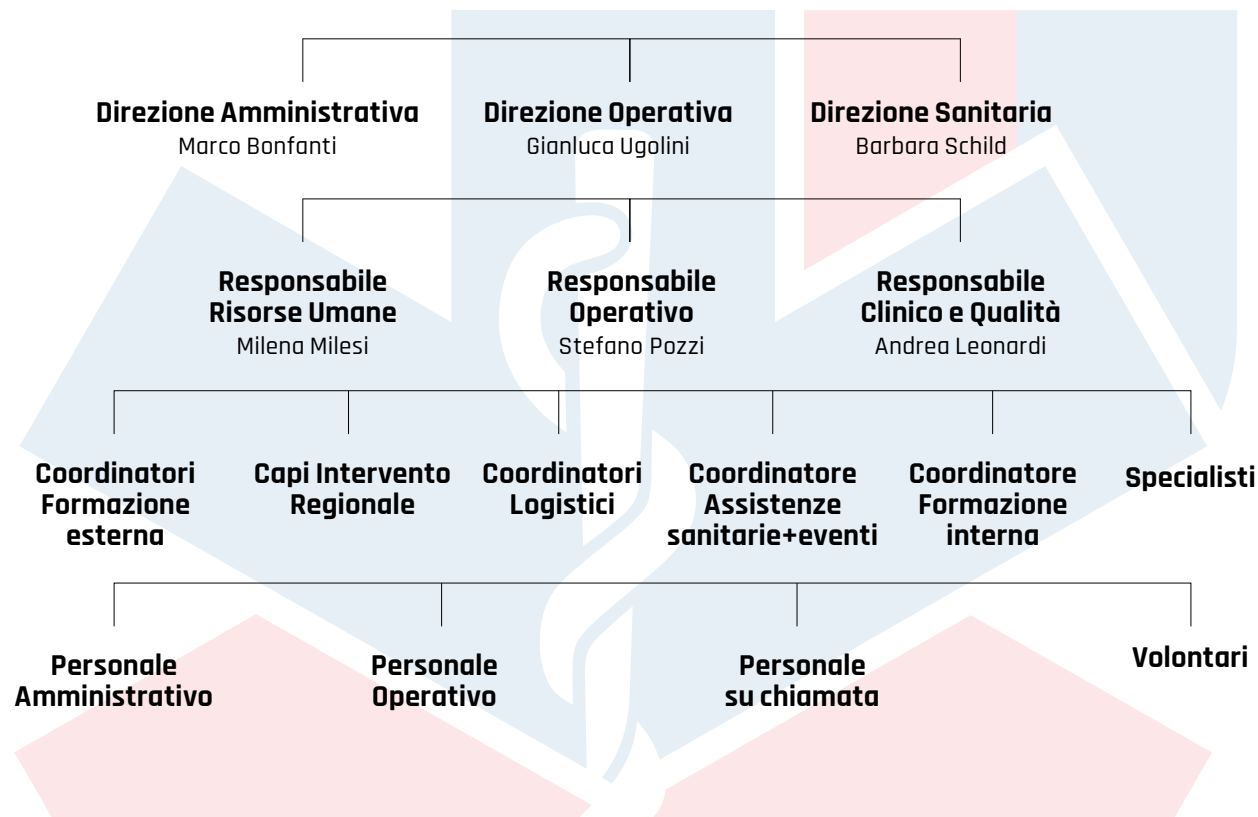 Direzione Amministrativa
Marco Bonfanti
Direzione Operativa
Gianluca Ugolini
Direzione Sanitaria
Barbara Schild
Responsabile
Risorse Umane
Milena Milesi
Responsabile
Operativo
Stefano Pozzi
Responsabile
Clinico e Qualità
Andrea Leonardi
Coordinatori
Formazione
esterna
Capi Intervento
Regionale
Coordinatori
Logistici
Coordinatore
Assistenze
sanitarie+eventi
Coordinatore
Formazione
interna
Specialisti
Personale
Amministrativo
Personale
Operativo
Personale
su chiamata
Volontari